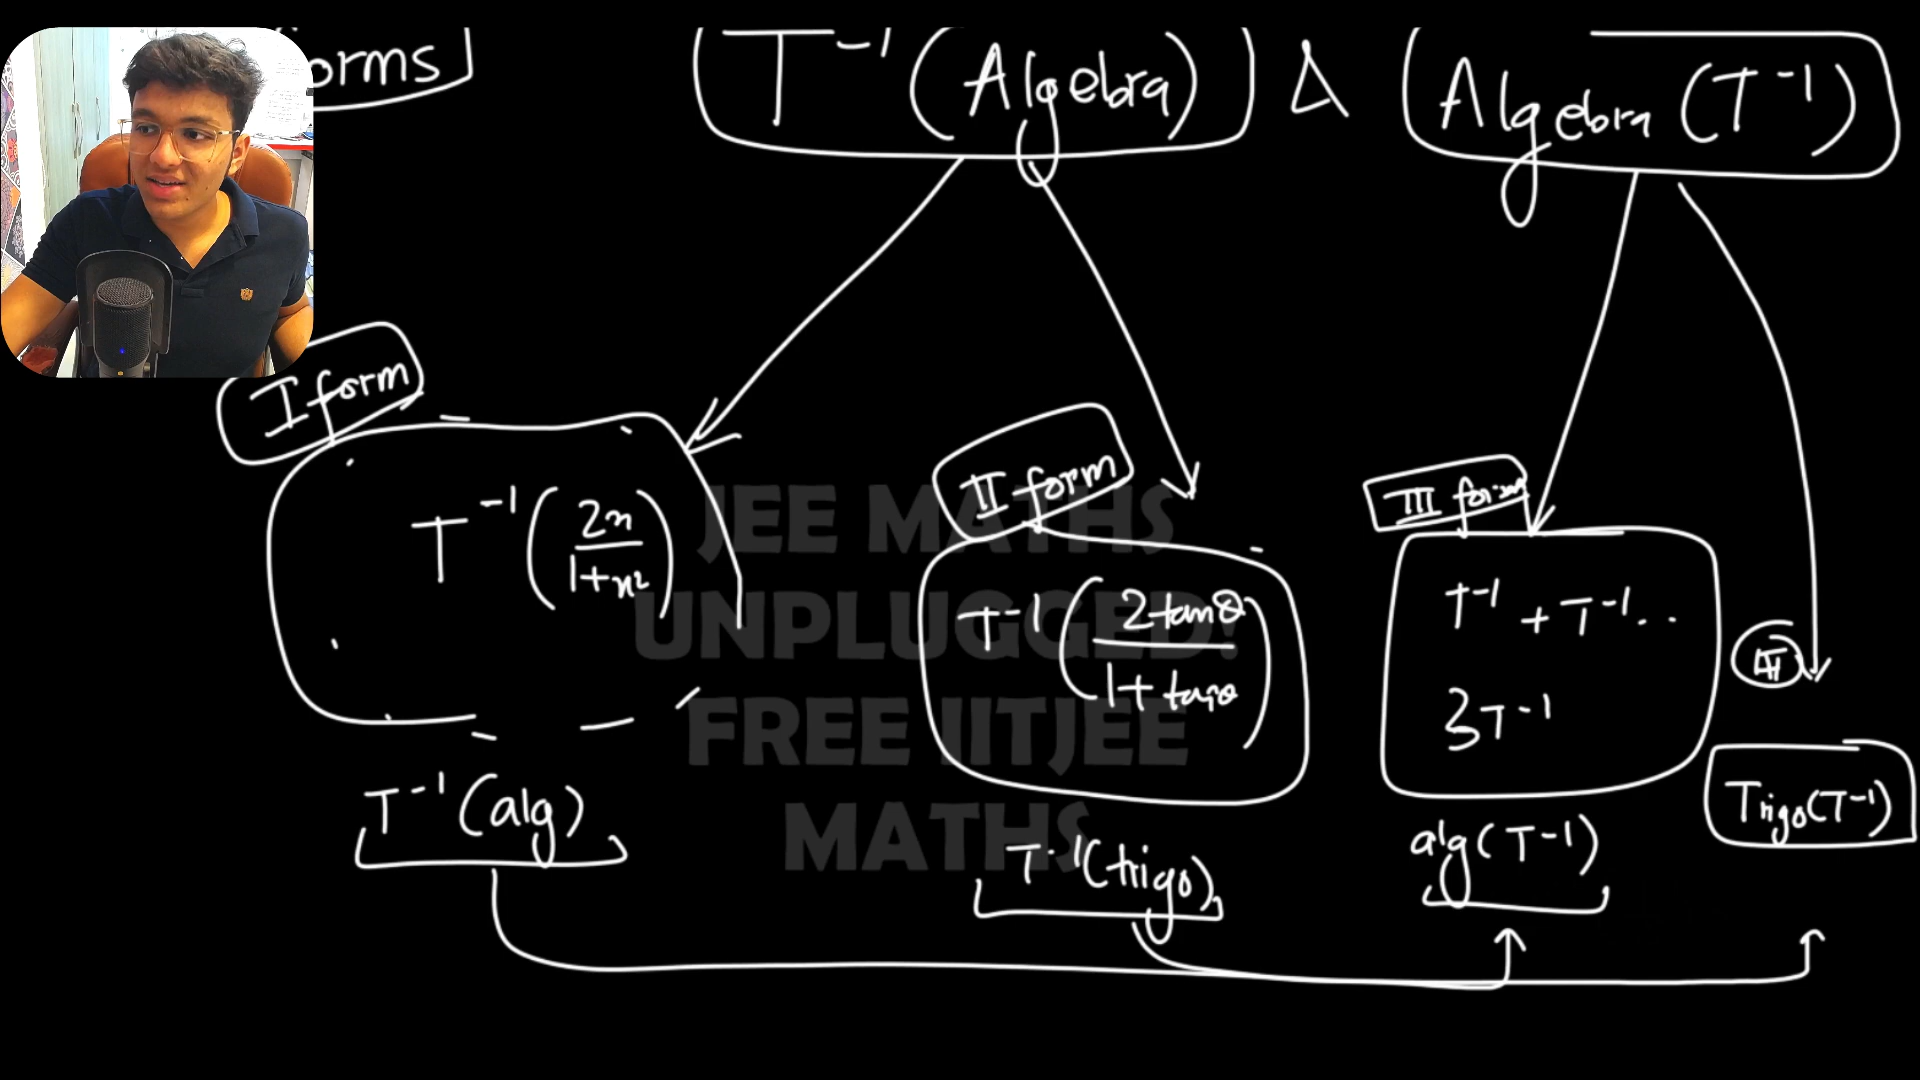 orms
T⁻¹ (Algebra) & Algebra (T⁻¹)
I form
T⁻¹ (2x/1+x²)
T⁻¹ (alg)
II form
T⁻¹ (2tanθ/1+tan²θ)
T⁻¹ (trigo)
III form
T⁻¹ + T⁻¹...
3T⁻¹
alg (T⁻¹)
IV
Trigo (T⁻¹)
JEE MATHS
UNPLUGGED!
FREE IITJEE
MATHS